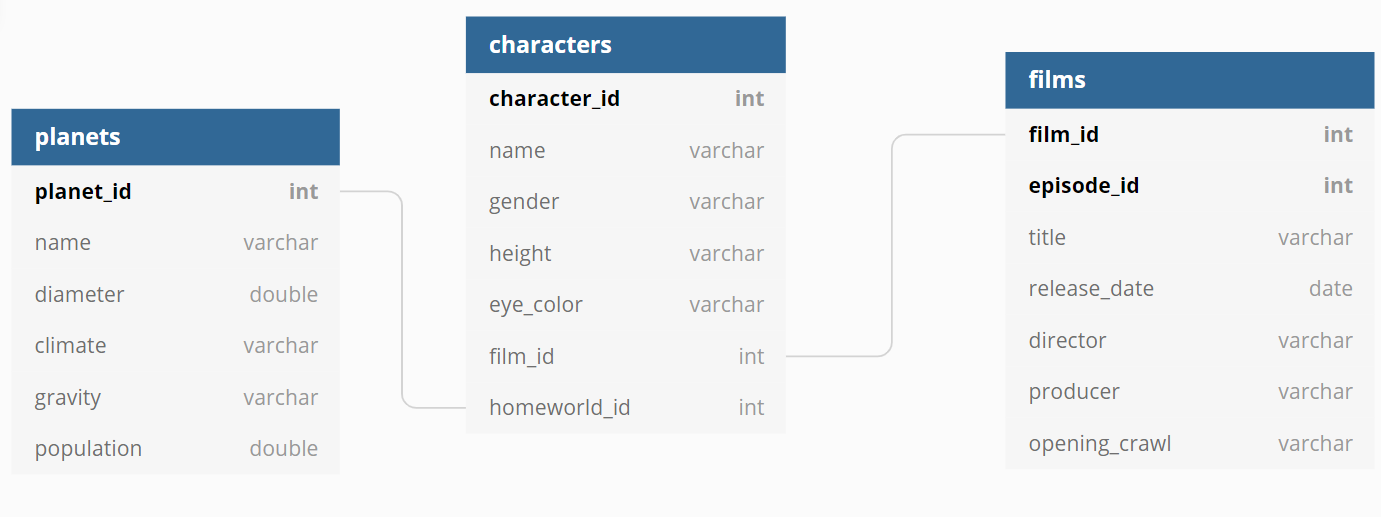 planets
planet_id int
name varchar
diameter double
climate varchar
gravity varchar
population double
characters
character_id int
name varchar
gender varchar
height varchar
eye_color varchar
film_id int
homeworld_id int
films
film_id int
episode_id int
title varchar
release_date date
director varchar
producer varchar
opening_crawl varchar